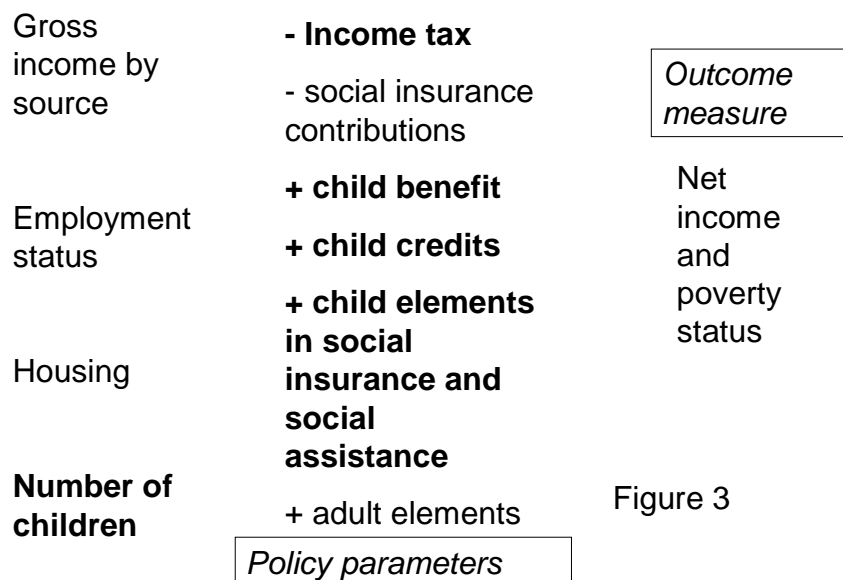 Gross
income by
source
Employment
status
Housing
Number of
children
- Income tax
- social insurance
contributions
+ child benefit
+ child credits
+ child elements
in social
insurance and
social
assistance
+ adult elements
Policy parameters
Outcome
measure
Net
income
and
poverty
status
Figure 3